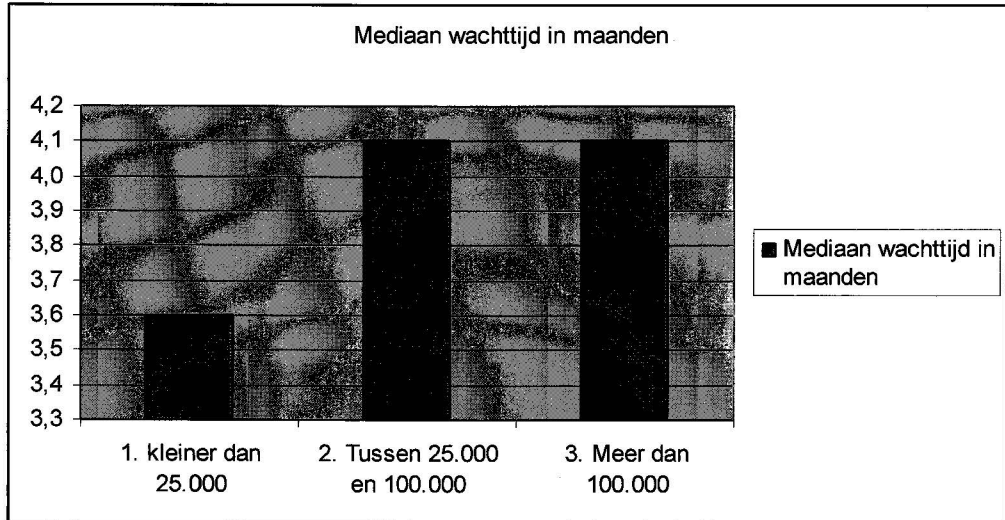 Mediaan wachttijd in maanden
4,2
4,1
4,0
3,9
3,8
3,7
3,6
3,5
3,4
3,3
1. kleiner dan
25.000
2. Tussen 25.000
en 100.000
3. Meer dan
100.000
Mediaan wachttijd in
maanden